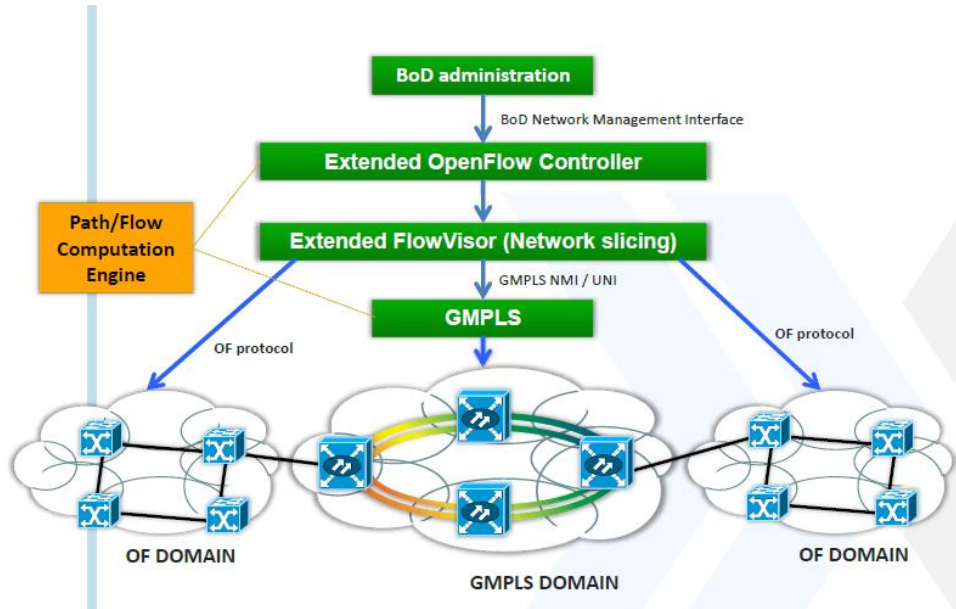 BoD administration
BoD Network Management Interface
Extended OpenFlow Controller
Path/Flow
Computation
Engine
Extended FlowVisor (Network slicing)
GMPLS NMI / UNI
GMPLS
OF protocol
OF protocol
OF DOMAIN
GMPLS DOMAIN
OF DOMAIN